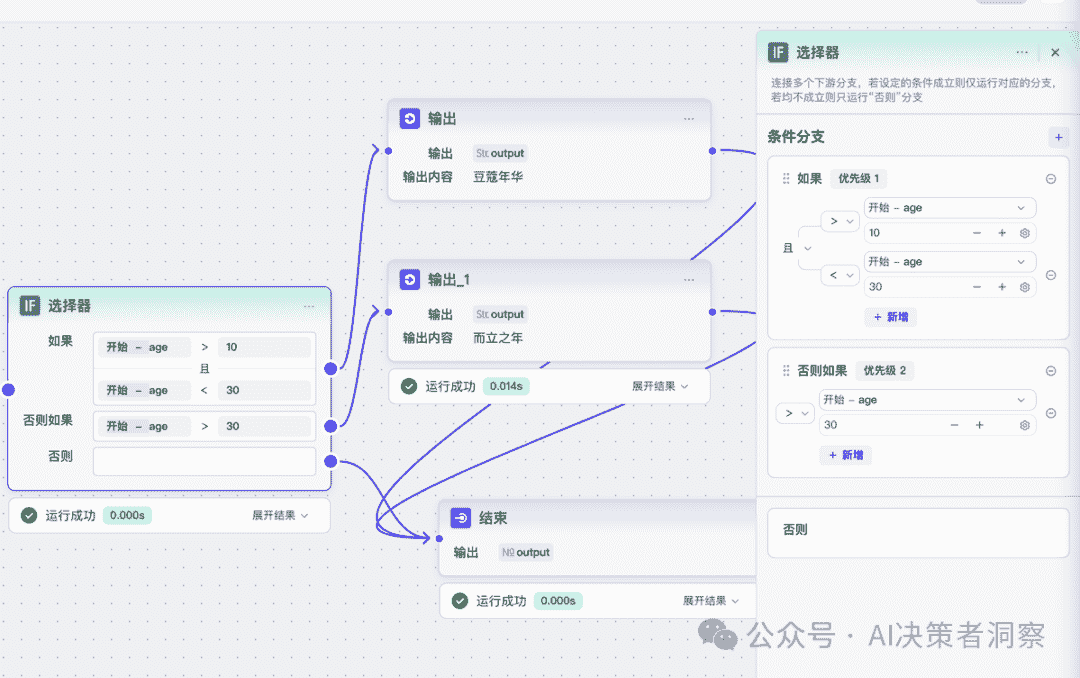 IF 选择器 ...
如果 开始 – age > 10
且
开始 – age < 30
否则如果 开始 – age > 30
否则
运行成功 0.000s 展开结果
输出 ...
输出 Str. output
输出内容 豆蔻年华
输出_1 ...
输出 Str. output
输出内容 而立之年
运行成功 0.014s 展开结果
结束
输出 output
运行成功 0.000s 展开结果
IF 选择器 ... ×
连接多个下游分支，若设定的条件成立则仅运行对应的分支，
若均不成立则只运行“否则”分支
条件分支 +
如果 优先级 1
开始 – age
>
10 − +
且
开始 – age
<
30 − +
+ 新增
否则如果 优先级 2
开始 – age
>
30 − +
+ 新增
否则
公众号 · AI决策者洞察